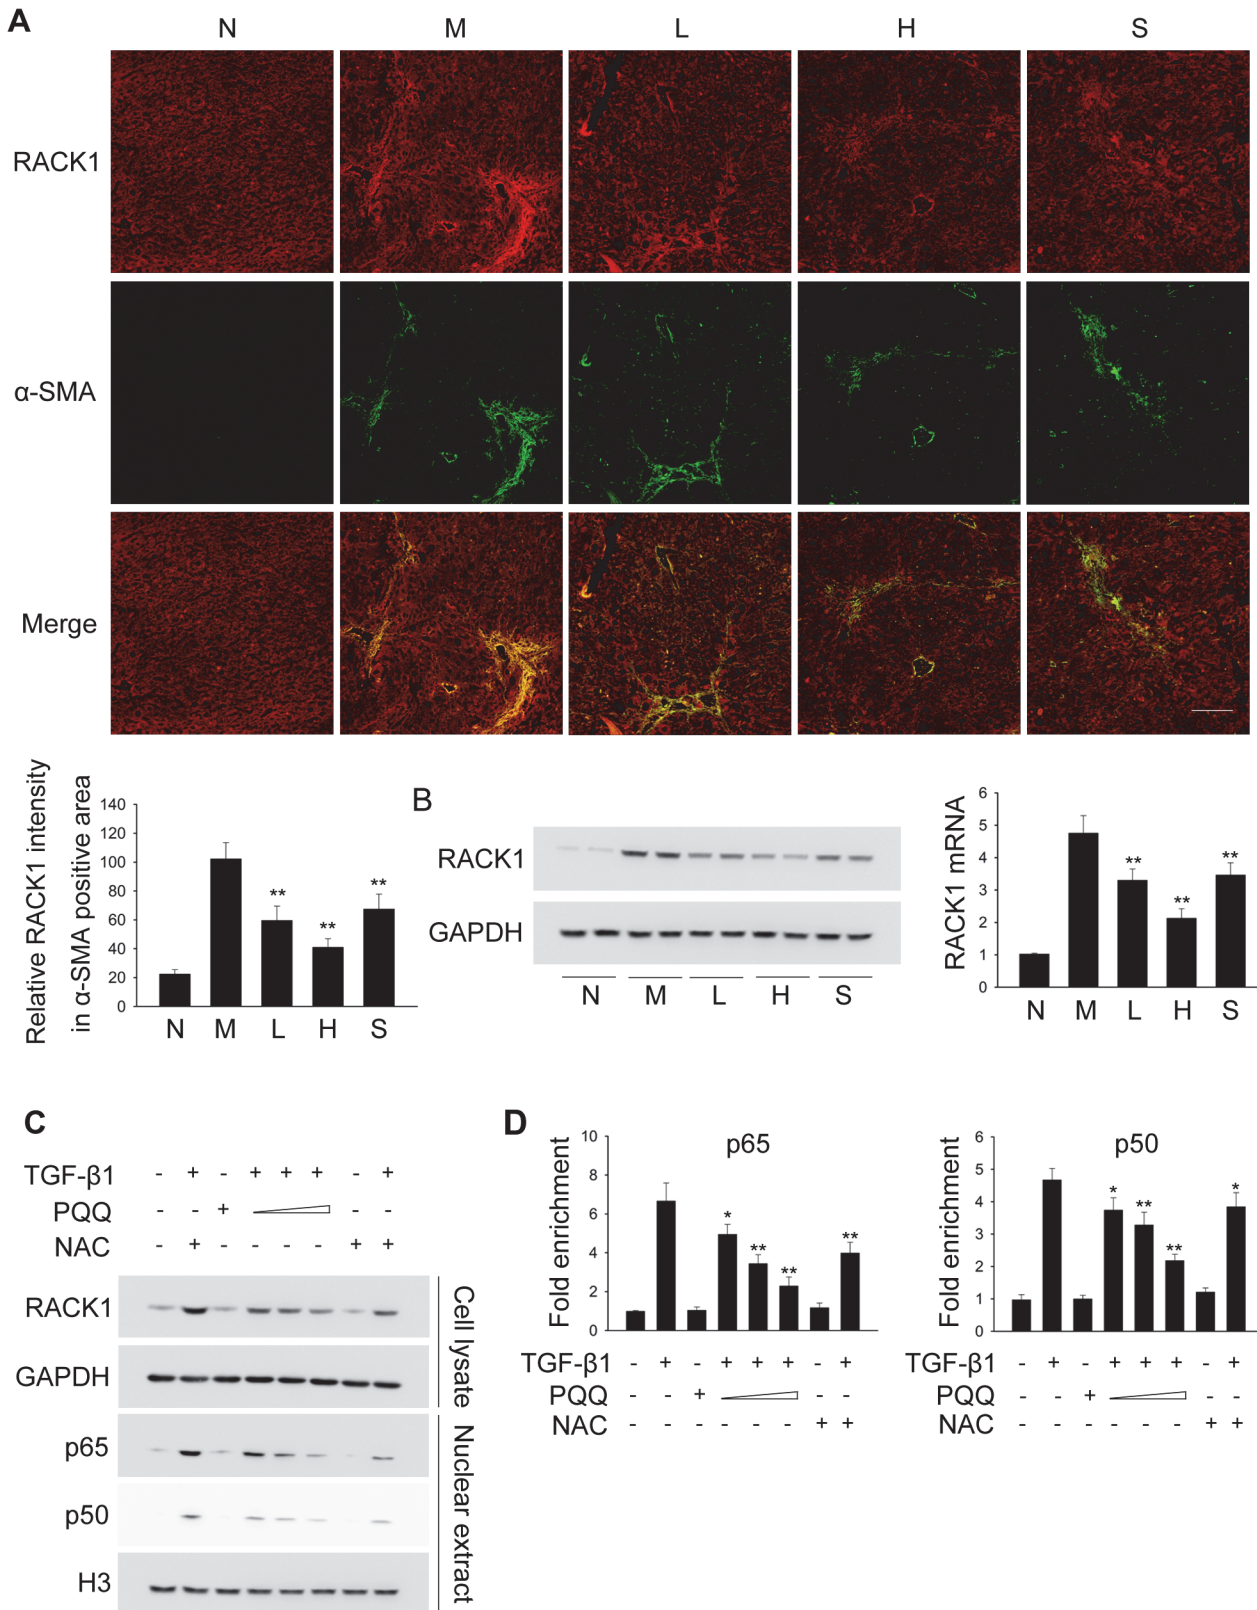 A
N M L H S
RACK1
α-SMA
Merge
Relative RACK1 intensity
in α-SMA positive area
140
120
100
80
60
40
20
0
** ** **
N M L H S
B
RACK1
GAPDH
N M L H S
RACK1 mRNA
6
5
4
3
2
1
0
** ** **
N M L H S
C
TGF-β1 - + - + + + - +
PQQ - - + - -
NAC - + - - - - + +
RACK1
GAPDH
Cell lysate
p65
p50
H3
Nuclear extract
D
p65
Fold enrichment
10
8
6
4
2
0
* ** ** **
TGF-β1 - + - + + + - +
PQQ - - + - -
NAC - - - - - - + +
p50
Fold enrichment
6
5
4
3
2
1
0
* ** ** *
TGF-β1 - + - + + + - +
PQQ - - + - -
NAC - - - - - - + +